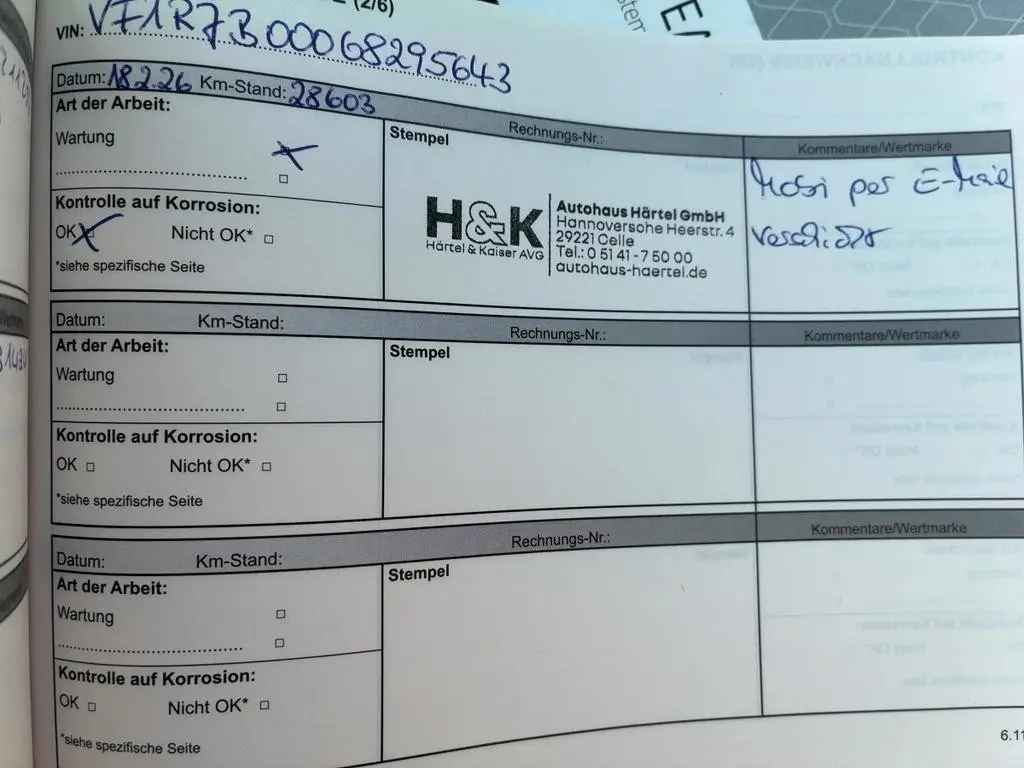 (2/6)
VIN: VF1R7B00068295643
Datum: 18.2.26 Km-Stand: 28603 Rechnungs-Nr.: Kommentare/Wertmarke
Art der Arbeit:
Stempel
Wartung
Kontrolle auf Korrosion:
OK Nicht OK*
*siehe spezifische Seite
H&K
Härtel & Kaiser AVG
Autohaus Härtel GmbH
Hannoversche Heerstr. 4
29221 Celle
Tel.: 0 51 41 - 7 50 00
autohaus-haertel.de
Mobi per E-Mail
Datum: Km-Stand: Rechnungs-Nr.: Kommentare/Wertmarke
Art der Arbeit:
Stempel
Wartung
Kontrolle auf Korrosion:
OK Nicht OK*
*siehe spezifische Seite
Datum: Km-Stand: Rechnungs-Nr.: Kommentare/Wertmarke
Art der Arbeit:
Stempel
Wartung
Kontrolle auf Korrosion:
OK Nicht OK*
*siehe spezifische Seite
6.11